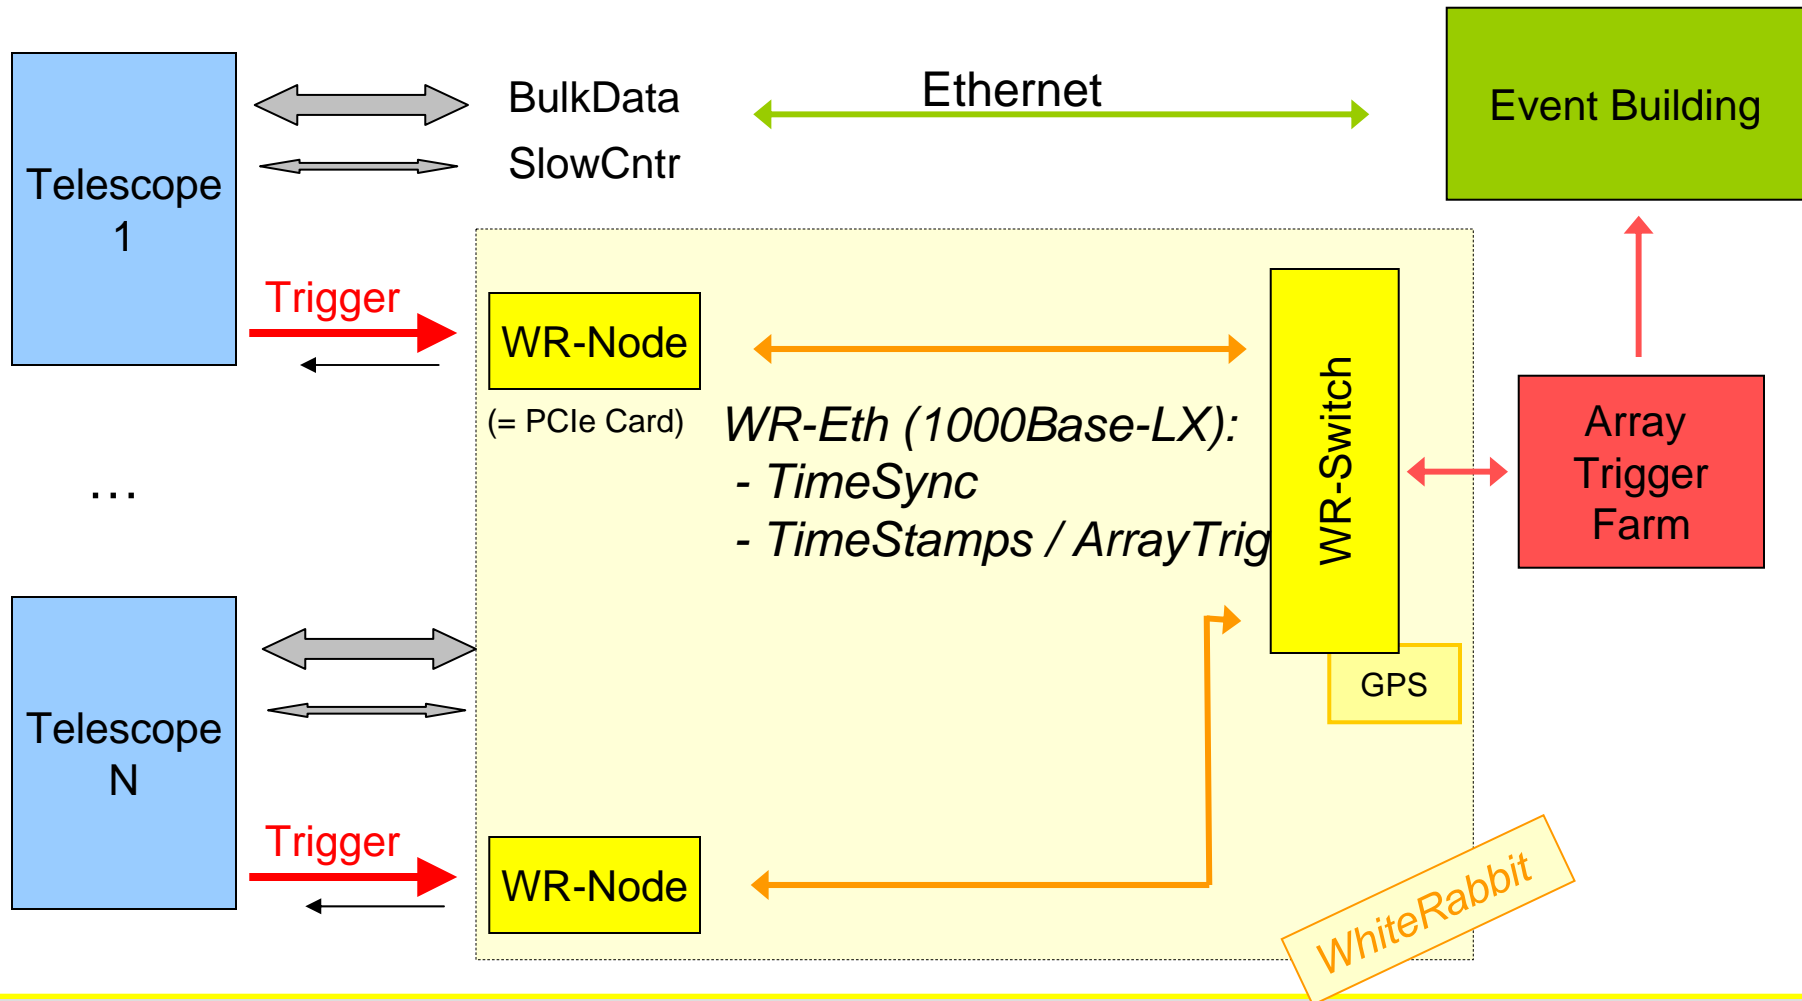 BulkData
Ethernet
Event Building
SlowCntr
Telescope
1
Trigger
WR-Node
(= PCIe Card)
WR-Eth (1000Base-LX):
- TimeSync
- TimeStamps / ArrayTrig
WR-Switch
Array
Trigger
Farm
…
GPS
Telescope
N
Trigger
WR-Node
WhiteRabbit